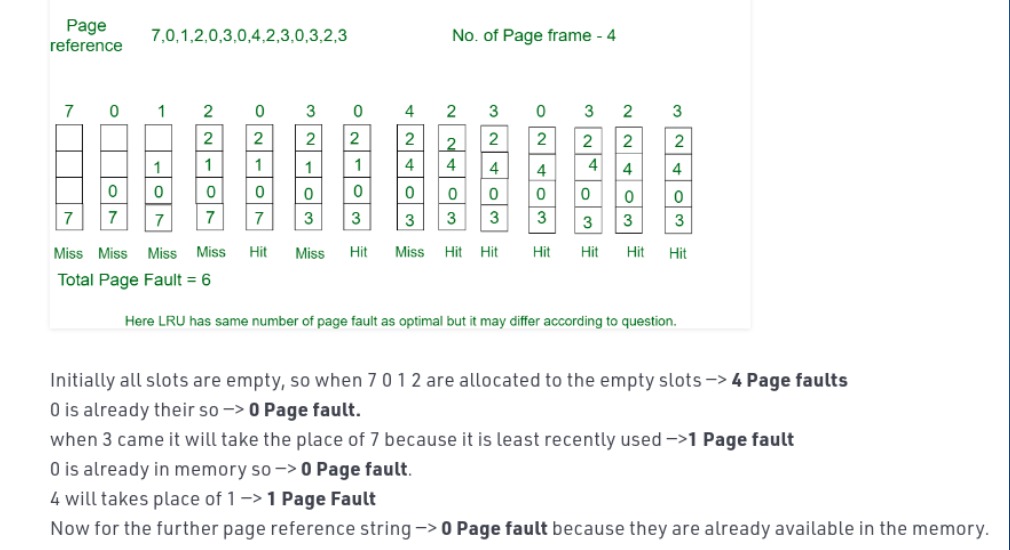 Page
reference
7,0,1,2,0,3,0,4,2,3,0,3,2,3
No. of Page frame - 4
7 0 1 2 0 3 0 4 2 3 0 3 2 3
2 2 2 2 2 2 2 2 2 2 2
1 1 1 1 1 4 4 4 4 4 4 4
0 0 0 0 0 0 0 0 0 0 0 0 0
7 7 7 7 7 3 3 3 3 3 3 3 3 3
Miss Miss Miss Miss Hit Miss Hit Miss Hit Hit Hit Hit Hit Hit
Total Page Fault = 6
Here LRU has same number of page fault as optimal but it may differ according to question.
Initially all slots are empty, so when 7 0 1 2 are allocated to the empty slots —> 4 Page faults
0 is already their so —> 0 Page fault.
when 3 came it will take the place of 7 because it is least recently used —>1 Page fault
0 is already in memory so —> 0 Page fault.
4 will takes place of 1 —> 1 Page Fault
Now for the further page reference string —> 0 Page fault because they are already available in the memory.